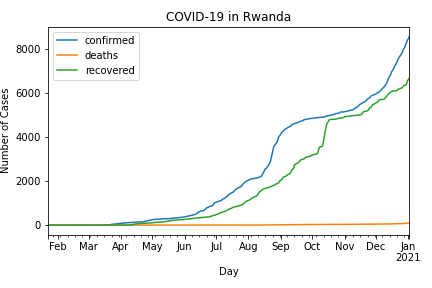 COVID-19 in Rwanda
confirmed
deaths
recovered
Number of Cases
8000
6000
4000
2000
0
Feb Mar Apr May Jun Jul Aug Sep Oct Nov Dec Jan
2021
Day